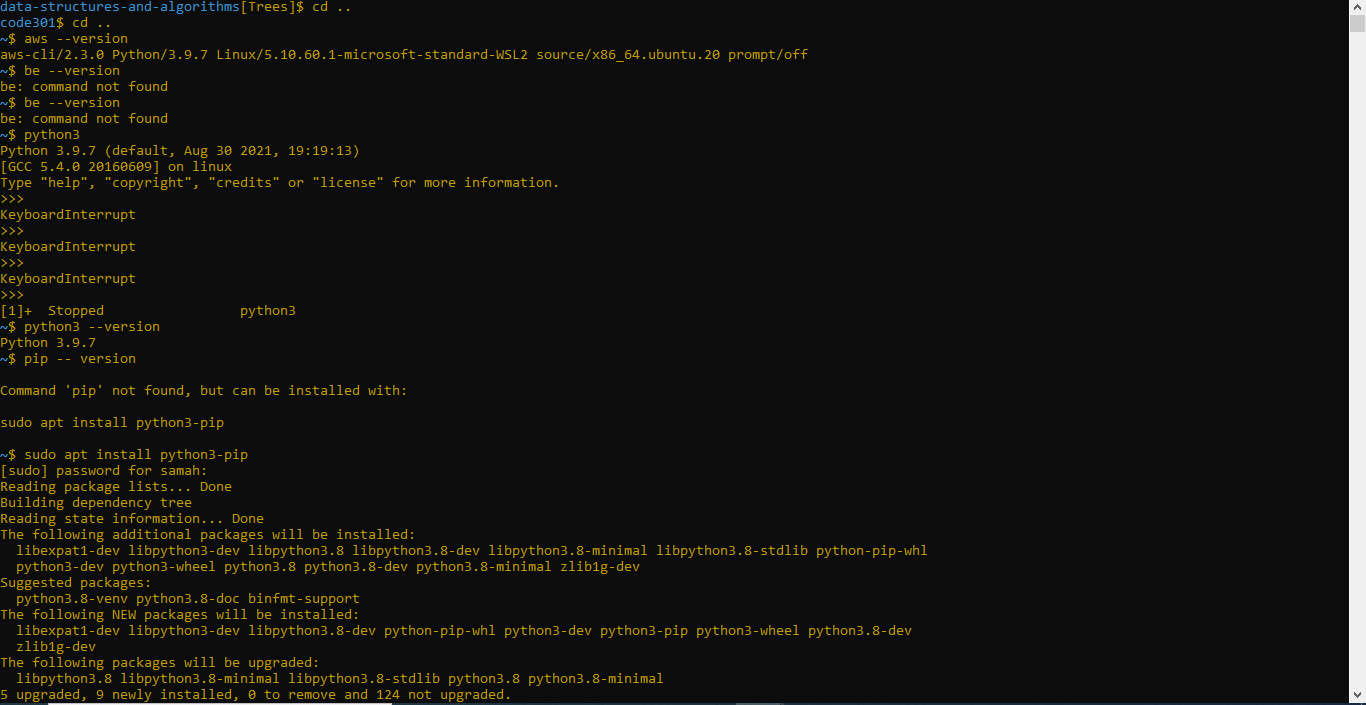 data-structures-and-algorithms[Trees]$ cd ..
code301$ cd ..
~$ aws --version
aws-cli/2.3.0 Python/3.9.7 Linux/5.10.60.1-microsoft-standard-WSL2 source/x86_64.ubuntu.20 prompt/off
~$ be --version
be: command not found
~$ be --version
be: command not found
~$ python3
Python 3.9.7 (default, Aug 30 2021, 19:19:13)
[GCC 5.4.0 20160609] on linux
Type "help", "copyright", "credits" or "license" for more information.
>>>
KeyboardInterrupt
>>>
KeyboardInterrupt
>>>
KeyboardInterrupt
>>>
[1]+  Stopped                 python3
~$ python3 --version
Python 3.9.7
~$ pip -- version
Command 'pip' not found, but can be installed with:
sudo apt install python3-pip
~$ sudo apt install python3-pip
[sudo] password for samah:
Reading package lists... Done
Building dependency tree
Reading state information... Done
The following additional packages will be installed:
  libexpat1-dev libpython3-dev libpython3.8 libpython3.8-dev libpython3.8-minimal libpython3.8-stdlib python-pip-whl
  python3-dev python3-wheel python3.8 python3.8-dev python3.8-minimal zlib1g-dev
Suggested packages:
  python3.8-venv python3.8-doc binfmt-support
The following NEW packages will be installed:
  libexpat1-dev libpython3-dev libpython3.8-dev python-pip-whl python3-dev python3-pip python3-wheel python3.8-dev
  zlib1g-dev
The following packages will be upgraded:
  libpython3.8 libpython3.8-minimal libpython3.8-stdlib python3.8 python3.8-minimal
5 upgraded, 9 newly installed, 0 to remove and 124 not upgraded.